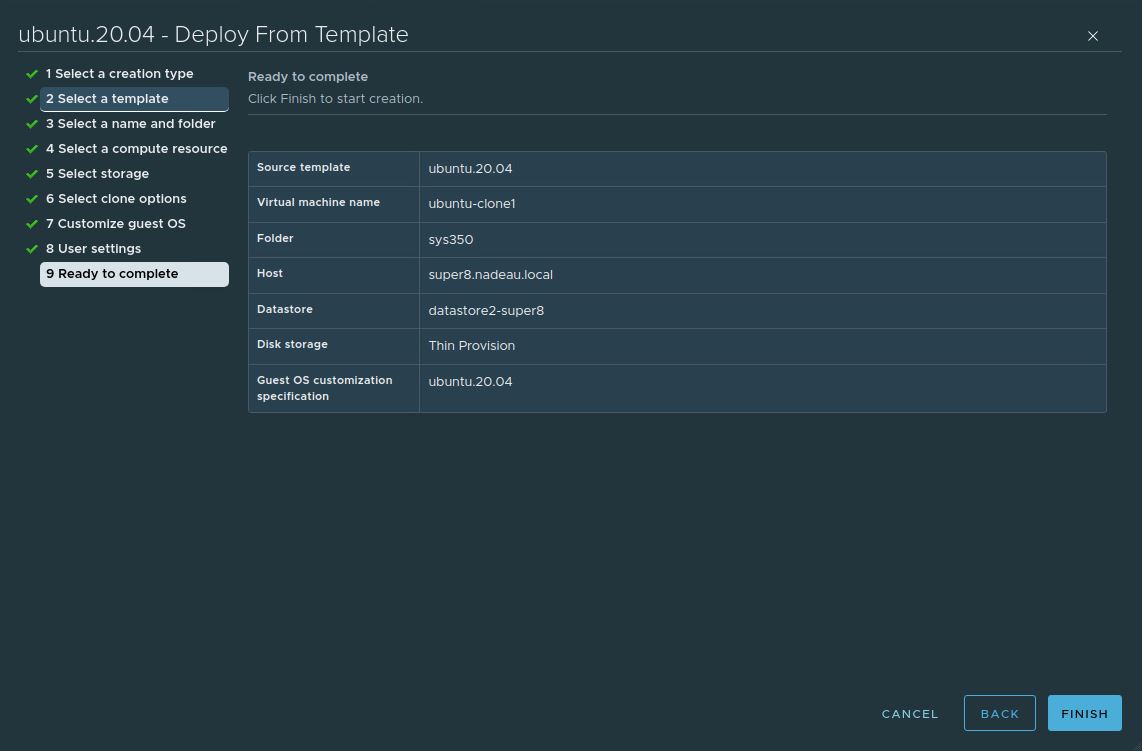 ubuntu.20.04 - Deploy From Template
1 Select a creation type
2 Select a template
3 Select a name and folder
4 Select a compute resource
5 Select storage
6 Select clone options
7 Customize guest OS
8 User settings
9 Ready to complete
Ready to complete
Click Finish to start creation.
Source template ubuntu.20.04
Virtual machine name ubuntu-clone1
Folder sys350
Host super8.nadeau.local
Datastore datastore2-super8
Disk storage Thin Provision
Guest OS customization ubuntu.20.04
specification
CANCEL BACK FINISH